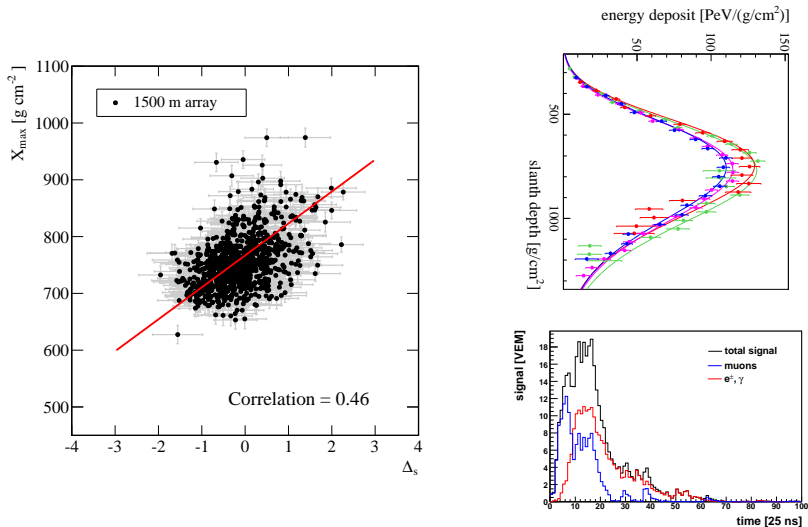 X_max [g cm⁻²]
1100
1000
900
800
700
600
500
1500 m array
Correlation = 0.46
-4 -3 -2 -1 0 1 2 3 4
Δ_s
energy deposit [PeV/(g/cm²)]
50 100 150
500
1000
slanth depth [g/cm²]
signal [VEM]
18
16
14
12
10
8
6
4
2
0
total signal
muons
e±, γ
0 10 20 30 40 50 60 70 80 90 100
time [25 ns]